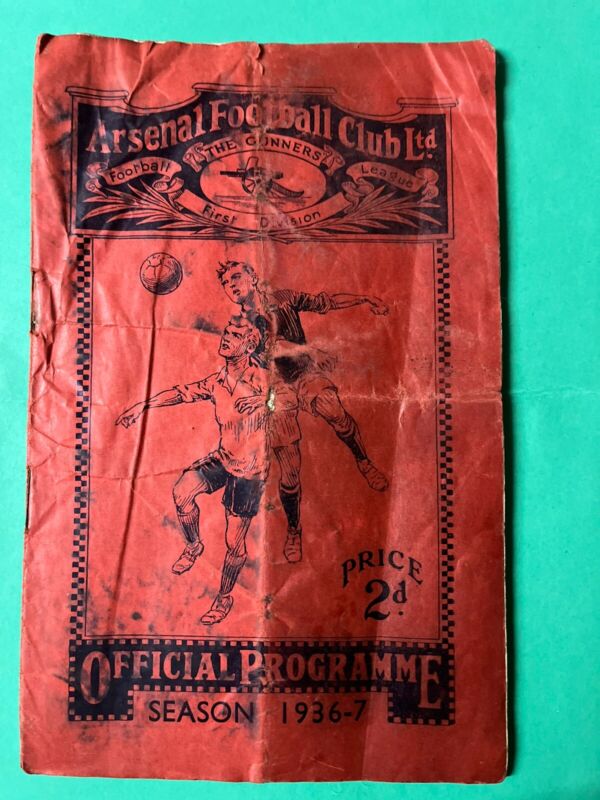 Arsenal Football Club Ltd.
THE GUNNERS
Football League
First Division
PRICE
2d.
OFFICIAL PROGRAMME
SEASON 1936-7